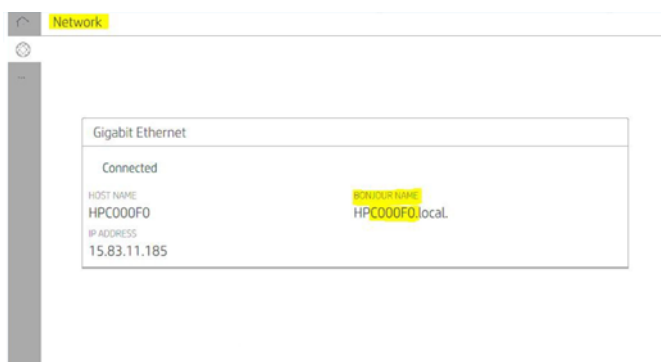 Network
Gigabit Ethernet
Connected
HOST NAME
HPC000F0
BONJOUR NAME
HPC000F0.local.
IP ADDRESS
15.83.11.185